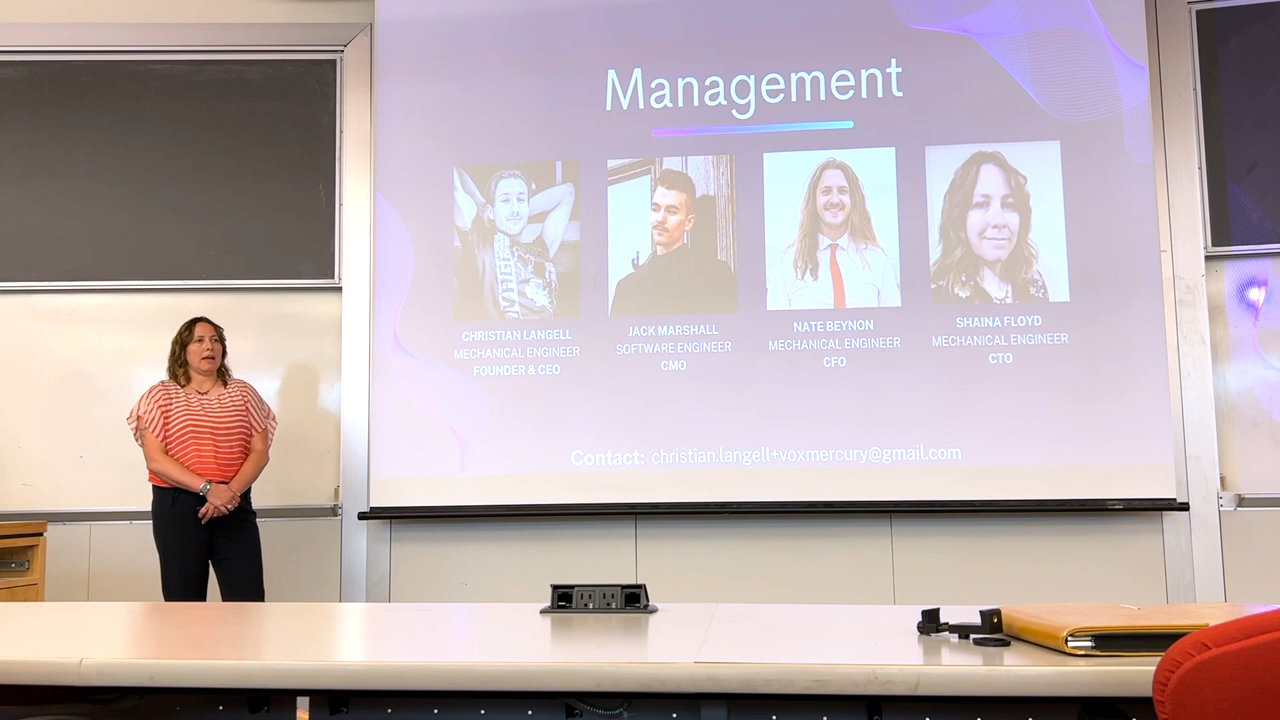 Management
CHRISTIAN LANGELL
MECHANICAL ENGINEER
FOUNDER & CEO
JACK MARSHALL
SOFTWARE ENGINEER
CMO
NATE BEYNON
MECHANICAL ENGINEER
CFO
SHAINA FLOYD
MECHANICAL ENGINEER
CTO
Contact: christian.langell+voxmercury@gmail.com